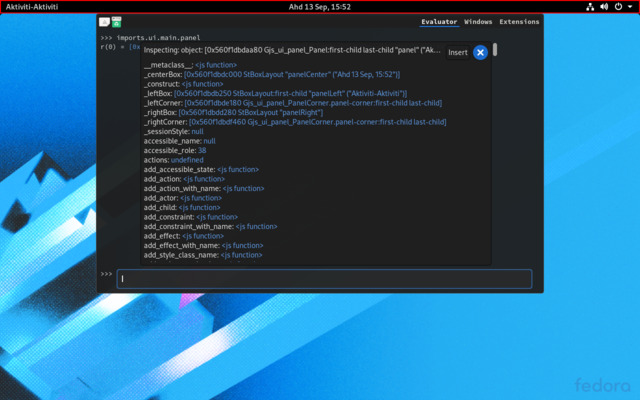 Aktiviti-Aktiviti
Ahd 13 Sep, 15:52
Evaluator Windows Extensions
>>> imports.ui.main.panel
r(0) = [0x
Inspecting: object: [0x560f1dbdaa80 Gjs_ui_panel_Panel:first-child last-child "panel" ("Ak...
Insert
__metaclass__: <js function>
_centerBox: [0x560f1dbdc000 StBoxLayout "panelCenter" ("Ahd 13 Sep, 15:52")]
_construct: <js function>
_leftBox: [0x560f1dbdb250 StBoxLayout:first-child "panelLeft" ("Aktiviti-Aktiviti")]
_leftCorner: [0x560f1dbde180 Gjs_ui_panel_PanelCorner.panel-corner:first-child last-child]
_rightBox: [0x560f1dbdd280 StBoxLayout "panelRight"]
_rightCorner: [0x560f1dbdf460 Gjs_ui_panel_PanelCorner.panel-corner:first-child last-child]
_sessionStyle: null
accessible_name: null
accessible_role: 38
actions: undefined
add_accessible_state: <js function>
add_action: <js function>
add_action_with_name: <js function>
add_actor: <js function>
add_child: <js function>
add_constraint: <js function>
add_constraint_with_name: <js function>
add_effect: <js function>
add_effect_with_name: <js function>
add_style_class_name: <js function>
>>>
fedora